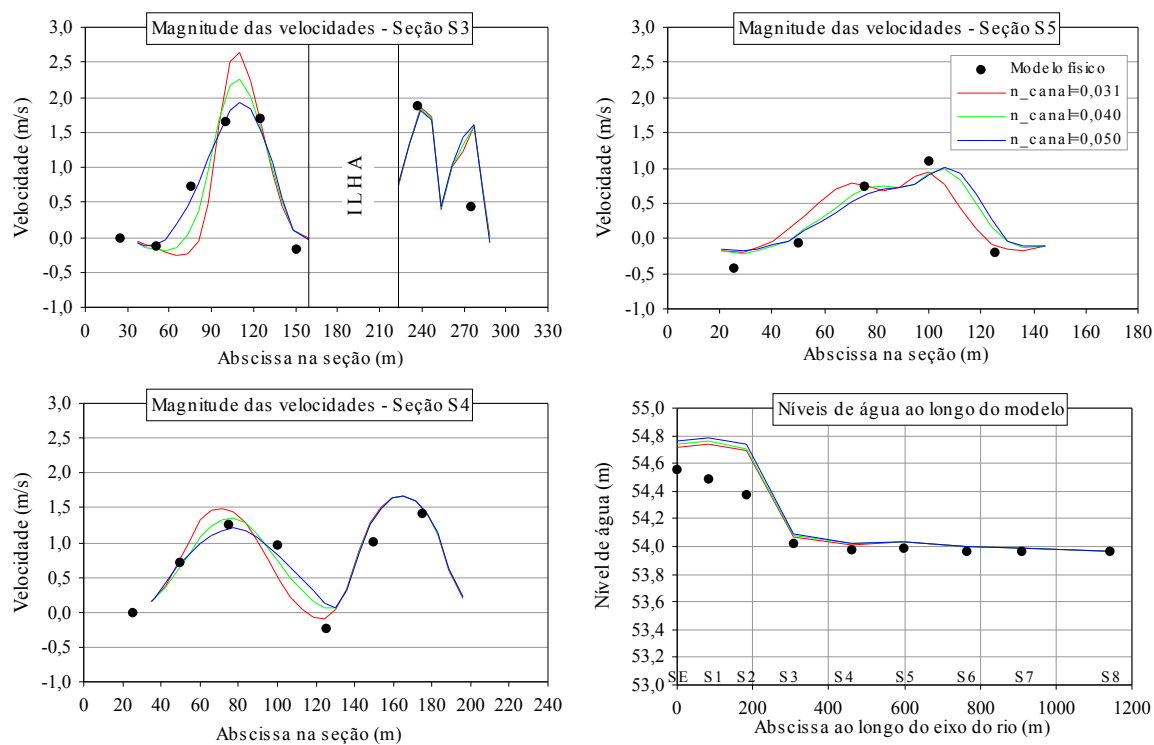 Magnitude das velocidades - Seção S3
Velocidade (m/s)
3,0
2,5
2,0
1,5
1,0
0,5
0,0
-0,5
-1,0
ILHA
0 30 60 90 120 150 180 210 240 270 300 330
Abscissa na seção (m)
Magnitude das velocidades - Seção S5
Velocidade (m/s)
3,0
2,5
2,0
1,5
1,0
0,5
0,0
-0,5
-1,0
Modelo físico
n_canal=0,031
n_canal=0,040
n_canal=0,050
0 20 40 60 80 100 120 140 160 180
Abscissa na seção (m)
Magnitude das velocidades - Seção S4
Velocidade (m/s)
3,0
2,5
2,0
1,5
1,0
0,5
0,0
-0,5
-1,0
0 20 40 60 80 100 120 140 160 180 200 220 240
Abscissa na seção (m)
Níveis de água ao longo do modelo
Nível de água (m)
55,0
54,8
54,6
54,4
54,2
54,0
53,8
53,6
53,4
53,2
53,0
SE S1 S2 S3 S4 S5 S6 S7 S8
0 200 400 600 800 1000 1200
Abscissa ao longo do eixo do rio (m)